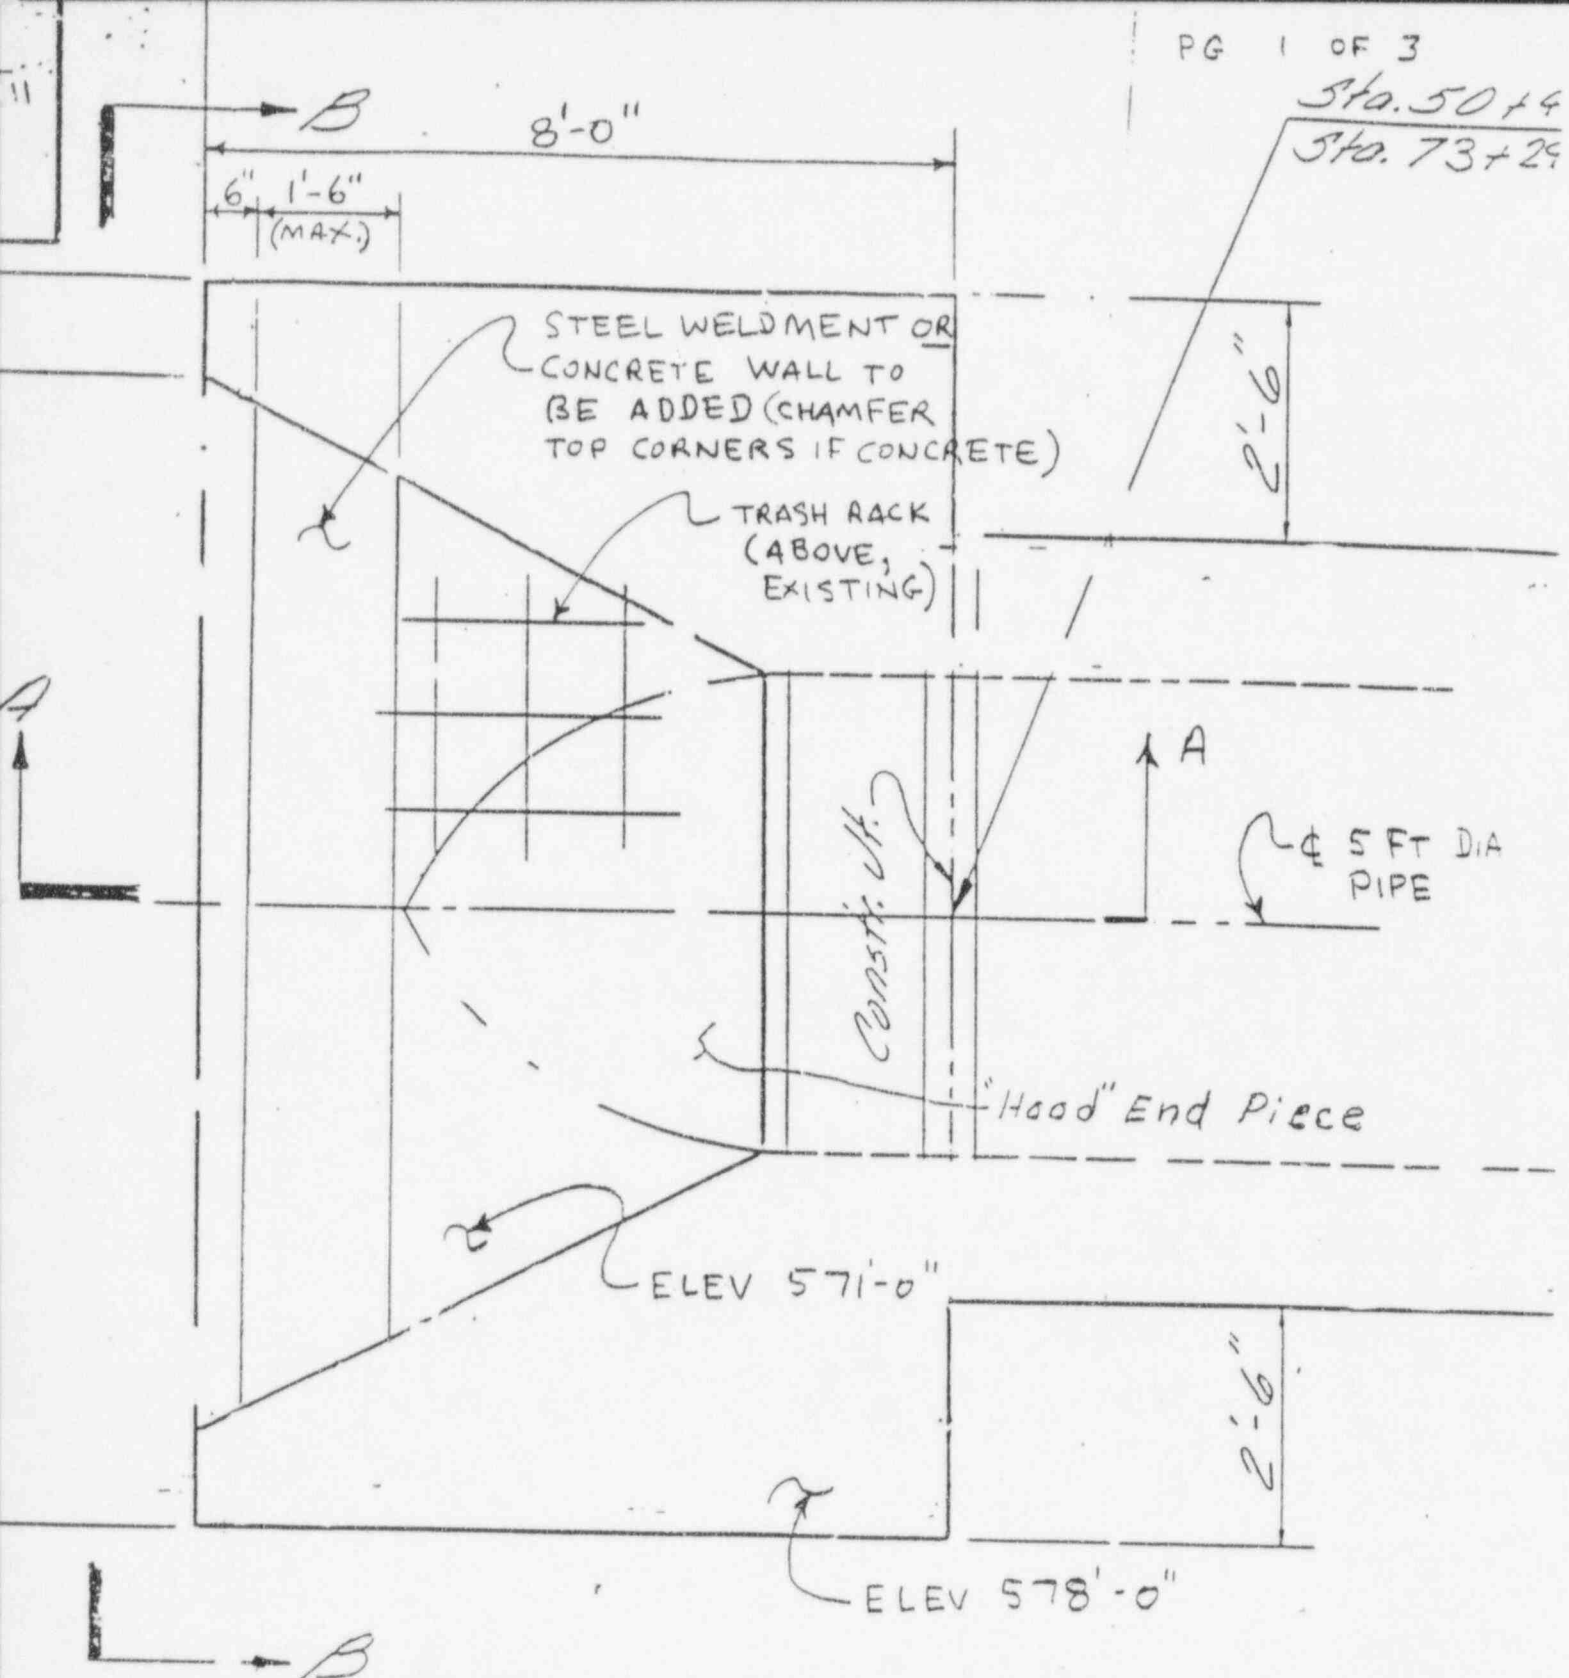 PG 1 OF 3
Sta. 50+4
Sta. 73+29
11
B
8'-0"
6" 1'-6"
(MAX.)
STEEL WELDMENT OR
CONCRETE WALL TO
BE ADDED (CHAMFER
TOP CORNERS IF CONCRETE)
2'-6"
TRASH RACK
(ABOVE,
EXISTING)
A
A
Constr. Jt.
℄ 5 FT DIA
PIPE
"Hood" End Piece
ELEV 571'-0"
2'-6"
ELEV 578'-0"
B